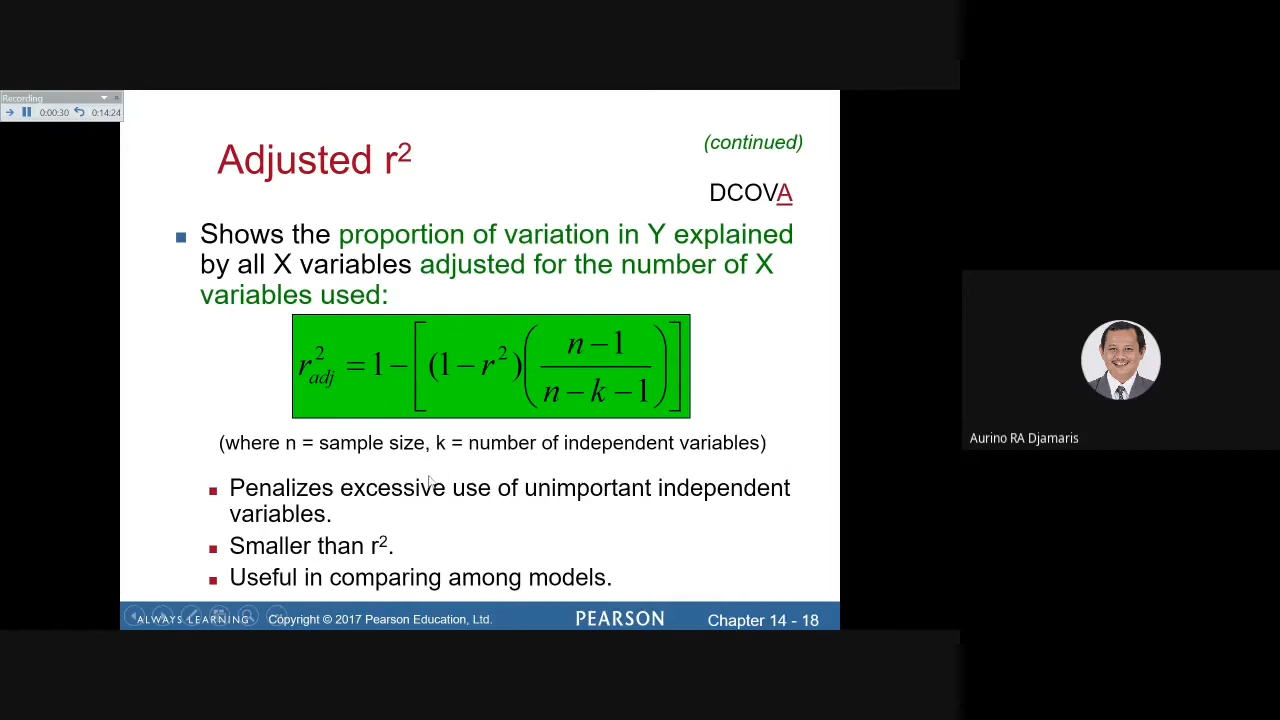 Recording
0:00:30 0:14:24
(continued)
Adjusted r²
DCOVA
Shows the proportion of variation in Y explained
by all X variables adjusted for the number of X
variables used:
r²adj = 1 − [(1 − r²)(n − 1 / n − k − 1)]
(where n = sample size, k = number of independent variables)
Penalizes excessive use of unimportant independent
variables.
Smaller than r².
Useful in comparing among models.
ALWAYS LEARNING Copyright © 2017 Pearson Education, Ltd. PEARSON Chapter 14 - 18
Aurino RA Djamaris